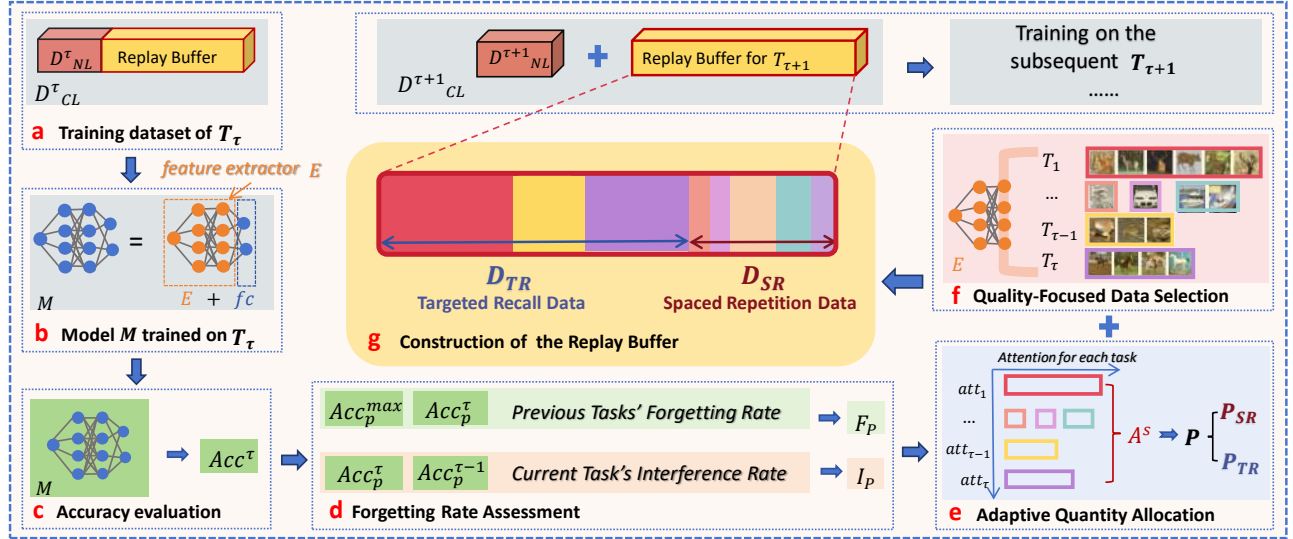 D^τ_NL
Replay Buffer
D^τ_CL
a Training dataset of T_τ
D^{τ+1}_CL
D^{τ+1}_NL
+
Replay Buffer for T_{τ+1}
Training on the
subsequent T_{τ+1}
......
feature extractor E
=
M
E + fc
b Model M trained on T_τ
M
Acc^τ
c Accuracy evaluation
Acc_p^max Acc_p^τ Previous Tasks' Forgetting Rate F_P
Acc_p^τ Acc_p^{τ-1} Current Task's Interference Rate I_P
d Forgetting Rate Assessment
Attention for each task
att_1
...
att_{τ-1}
att_τ
A^S
P
P_SR
P_TR
e Adaptive Quantity Allocation
+
T_1
...
T_{τ-1}
T_τ
E
f Quality-Focused Data Selection
D_TR
Targeted Recall Data
D_SR
Spaced Repetition Data
g Construction of the Replay Buffer